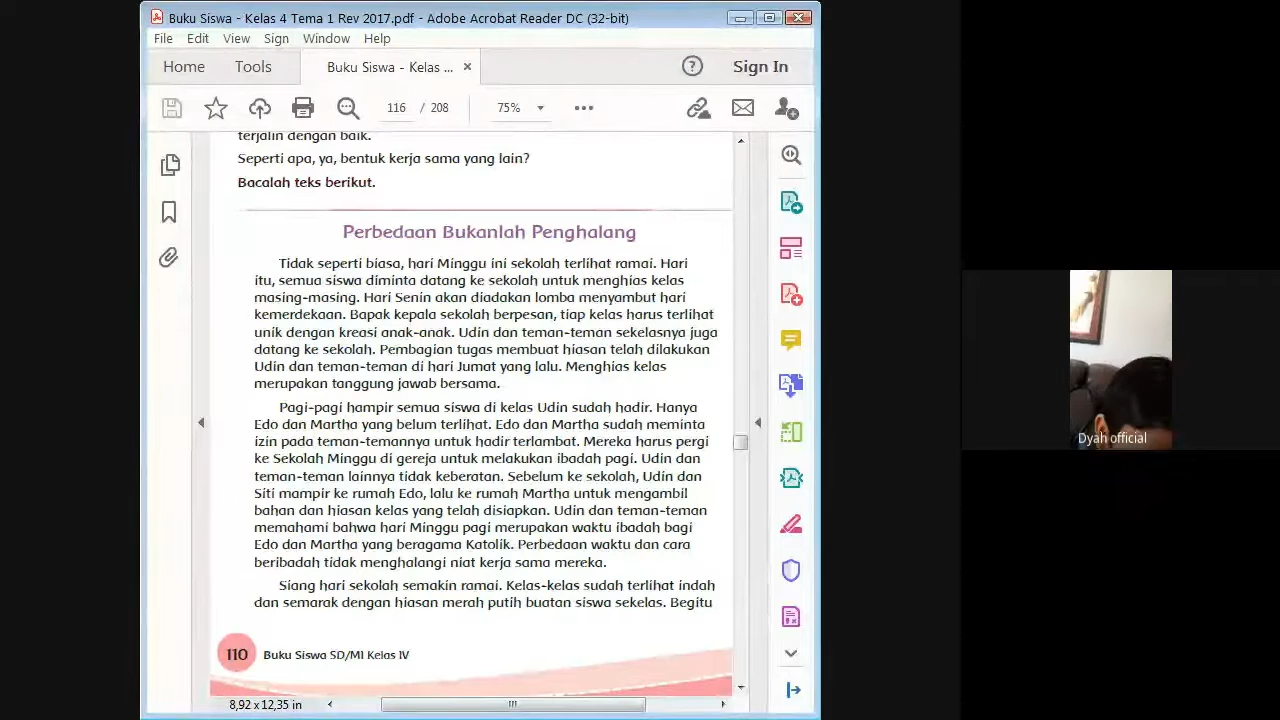 Buku Siswa - Kelas 4 Tema 1 Rev 2017.pdf - Adobe Acrobat Reader DC (32-bit)
File Edit View Sign Window Help
Home Tools Buku Siswa - Kelas ... × ? Sign In
116 / 208 75% •••
terjalin dengan baik.
Seperti apa, ya, bentuk kerja sama yang lain?
Bacalah teks berikut.
Perbedaan Bukanlah Penghalang
Tidak seperti biasa, hari Minggu ini sekolah terlihat ramai. Hari
itu, semua siswa diminta datang ke sekolah untuk menghias kelas
masing-masing. Hari Senin akan diadakan lomba menyambut hari
kemerdekaan. Bapak kepala sekolah berpesan, tiap kelas harus terlihat
unik dengan kreasi anak-anak. Udin dan teman-teman sekelasnya juga
datang ke sekolah. Pembagian tugas membuat hiasan telah dilakukan
Udin dan teman-teman di hari Jumat yang lalu. Menghias kelas
merupakan tanggung jawab bersama.
Pagi-pagi hampir semua siswa di kelas Udin sudah hadir. Hanya
Edo dan Martha yang belum terlihat. Edo dan Martha sudah meminta
izin pada teman-temannya untuk hadir terlambat. Mereka harus pergi
ke Sekolah Minggu di gereja untuk melakukan ibadah pagi. Udin dan
teman-teman lainnya tidak keberatan. Sebelum ke sekolah, Udin dan
Siti mampir ke rumah Edo, lalu ke rumah Martha untuk mengambil
bahan dan hiasan kelas yang telah disiapkan. Udin dan teman-teman
memahami bahwa hari Minggu pagi merupakan waktu ibadah bagi
Edo dan Martha yang beragama Katolik. Perbedaan waktu dan cara
beribadah tidak menghalangi niat kerja sama mereka.
Siang hari sekolah semakin ramai. Kelas-kelas sudah terlihat indah
dan semarak dengan hiasan merah putih buatan siswa sekelas. Begitu
110 Buku Siswa SD/MI Kelas IV
8,92 x 12,35 in
Dyah official